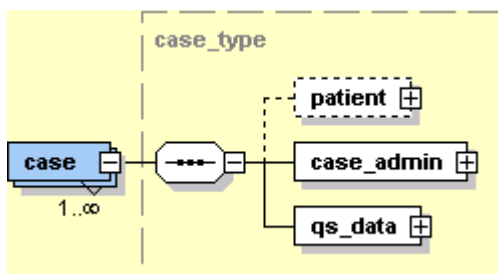 case_type
patient
case
case_admin
1..∞
qs_data